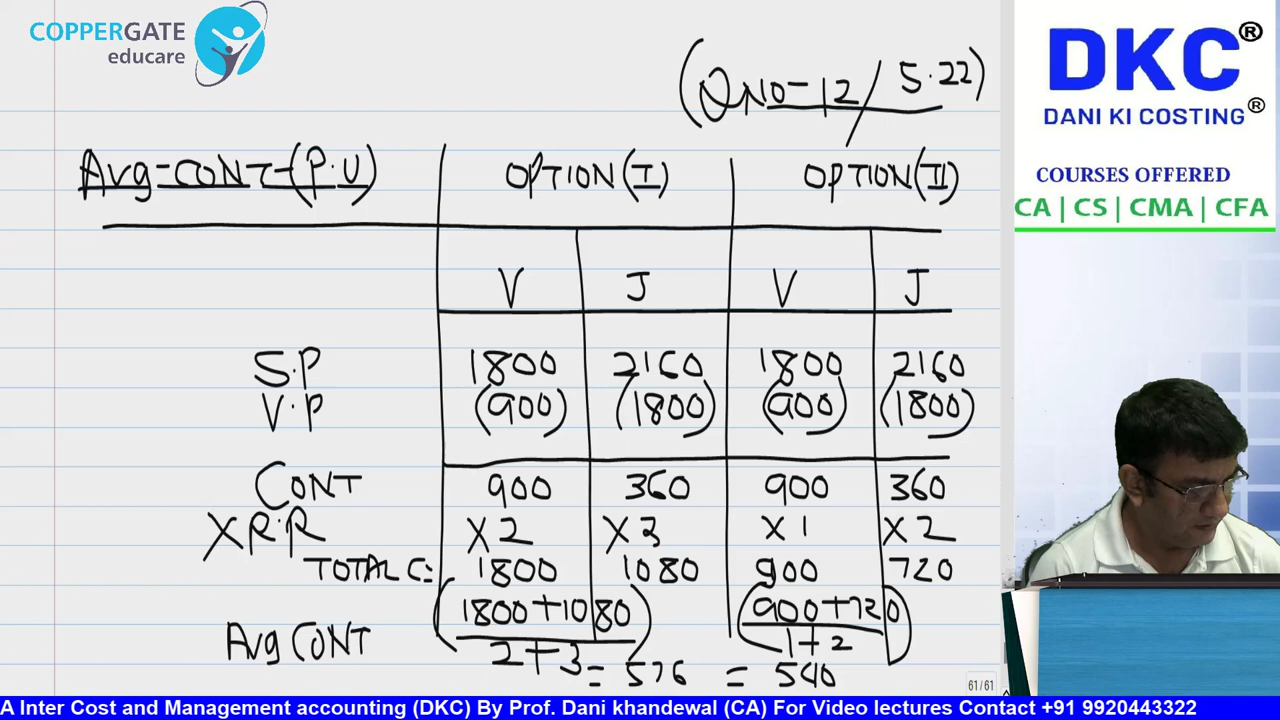 COPPERGATE
educare
(Q NO-12 / 5.22)
DKC®
DANI KI COSTING®
COURSES OFFERED
CA | CS | CMA | CFA
Avg-CONT-(P.U) OPTION (I) OPTION (II)
V J V J
S.P 1800 2160 1800 2160
V.P (900) (1800) (900) (1800)
CONT 900 360 900 360
X R.R X 2 X 3 X 1 X 2
TOTAL C: 1800 1080 900 720
Avg CONT (1800+1080 / 2+3) = 576 (900+720 / 1+2) = 540
61/61
A Inter Cost and Management accounting (DKC) By Prof. Dani khandewal (CA) For Video lectures Contact +91 9920443322